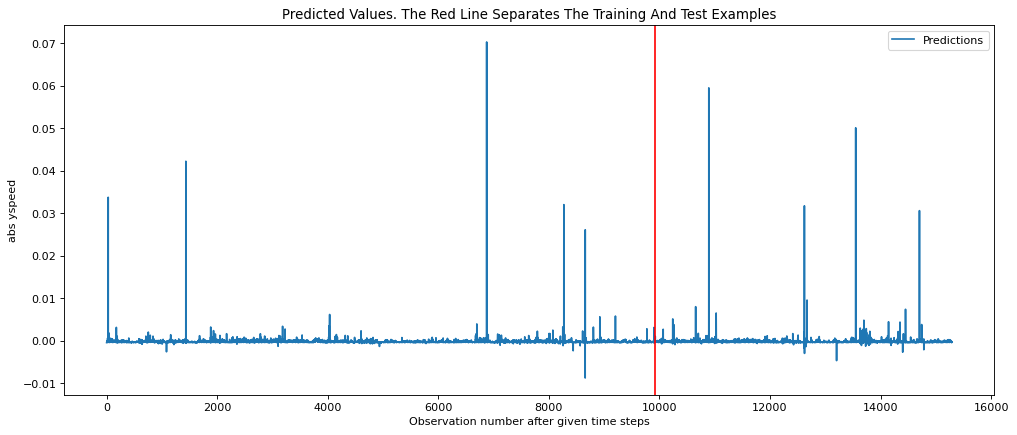 Predicted Values. The Red Line Separates The Training And Test Examples
Predictions
abs yspeed
0.07
0.06
0.05
0.04
0.03
0.02
0.01
0.00
−0.01
0 2000 4000 6000 8000 10000 12000 14000 16000
Observation number after given time steps